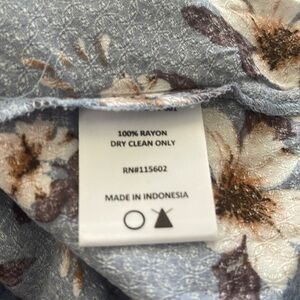 100% RAYON
DRY CLEAN ONLY
RN#115602
MADE IN INDONESIA